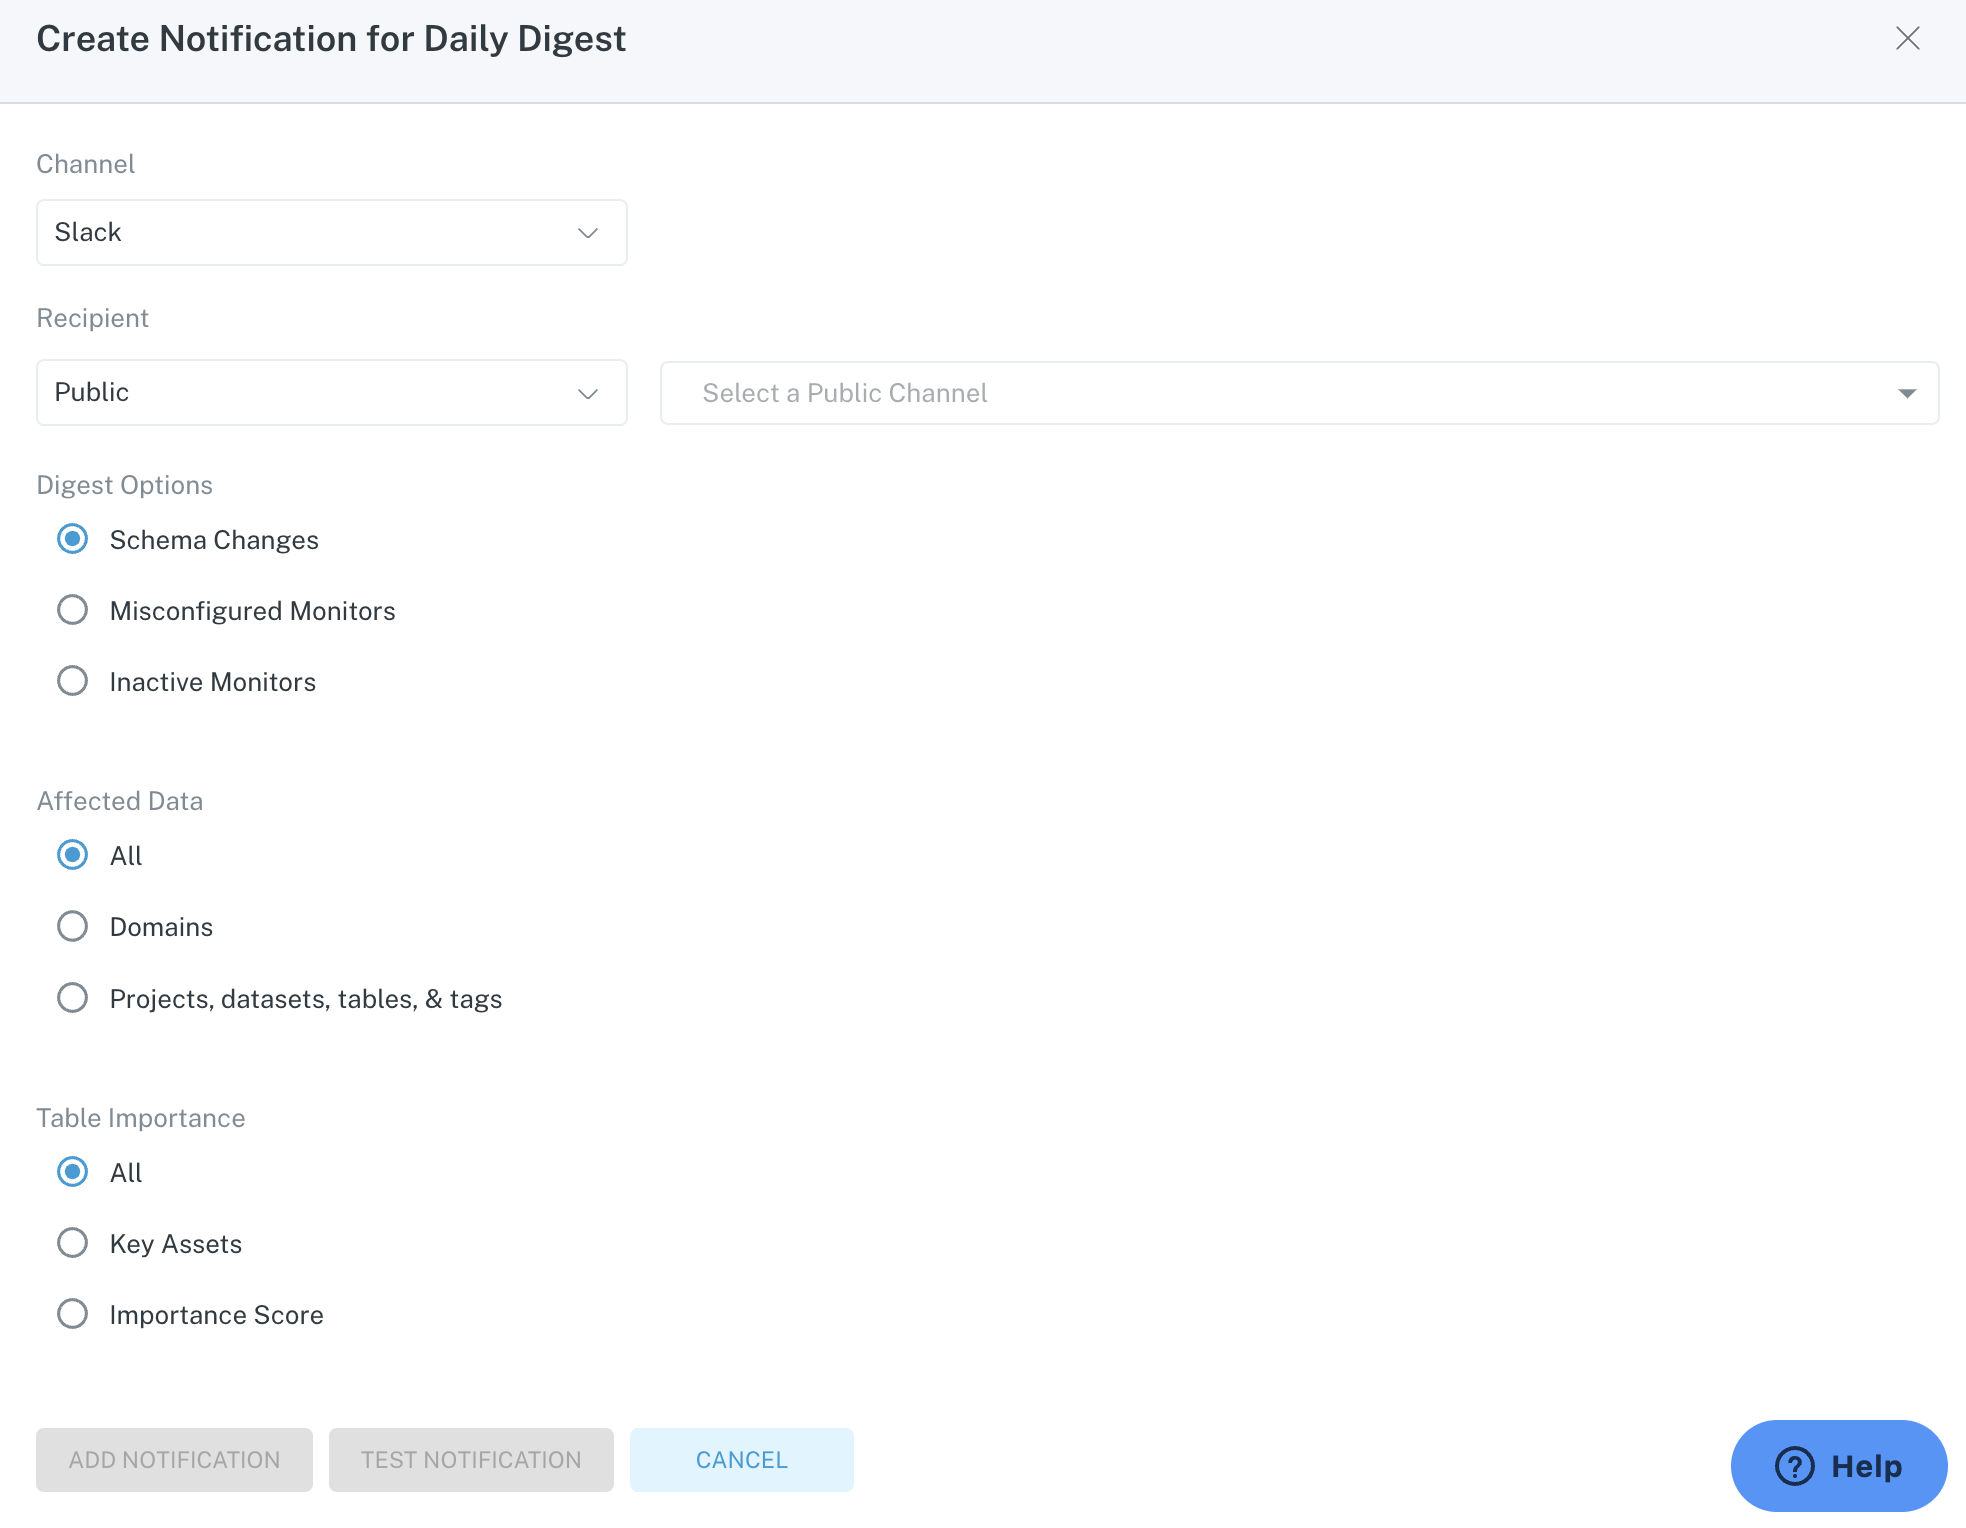 Create Notification for Daily Digest
Channel
Slack
Recipient
Public
Select a Public Channel
Digest Options
Schema Changes
Misconfigured Monitors
Inactive Monitors
Affected Data
All
Domains
Projects, datasets, tables, & tags
Table Importance
All
Key Assets
Importance Score
ADD NOTIFICATION
TEST NOTIFICATION
CANCEL
? Help